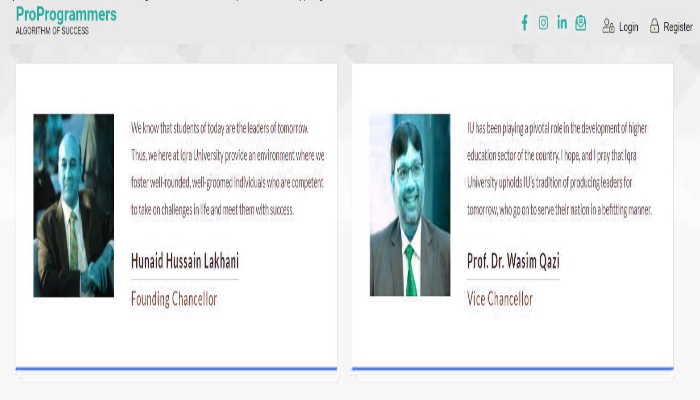 ProProgrammers
ALGORITHM OF SUCCESS
Login
Register
We know that students of today are the leaders of tomorrow.
Thus, we here at Iqra University provide an environment where we
foster well-rounded, well-groomed individuals who are competent
to take on challenges in life and meet them with success.
Hunaid Hussain Lakhani
Founding Chancellor
IU has been playing a pivotal role in the development of higher
education sector of the country. I hope, and I pray that Iqra
University upholds IU's tradition of producing leaders for
tomorrow, who go on to serve their nation in a befitting manner.
Prof. Dr. Wasim Qazi
Vice Chancellor